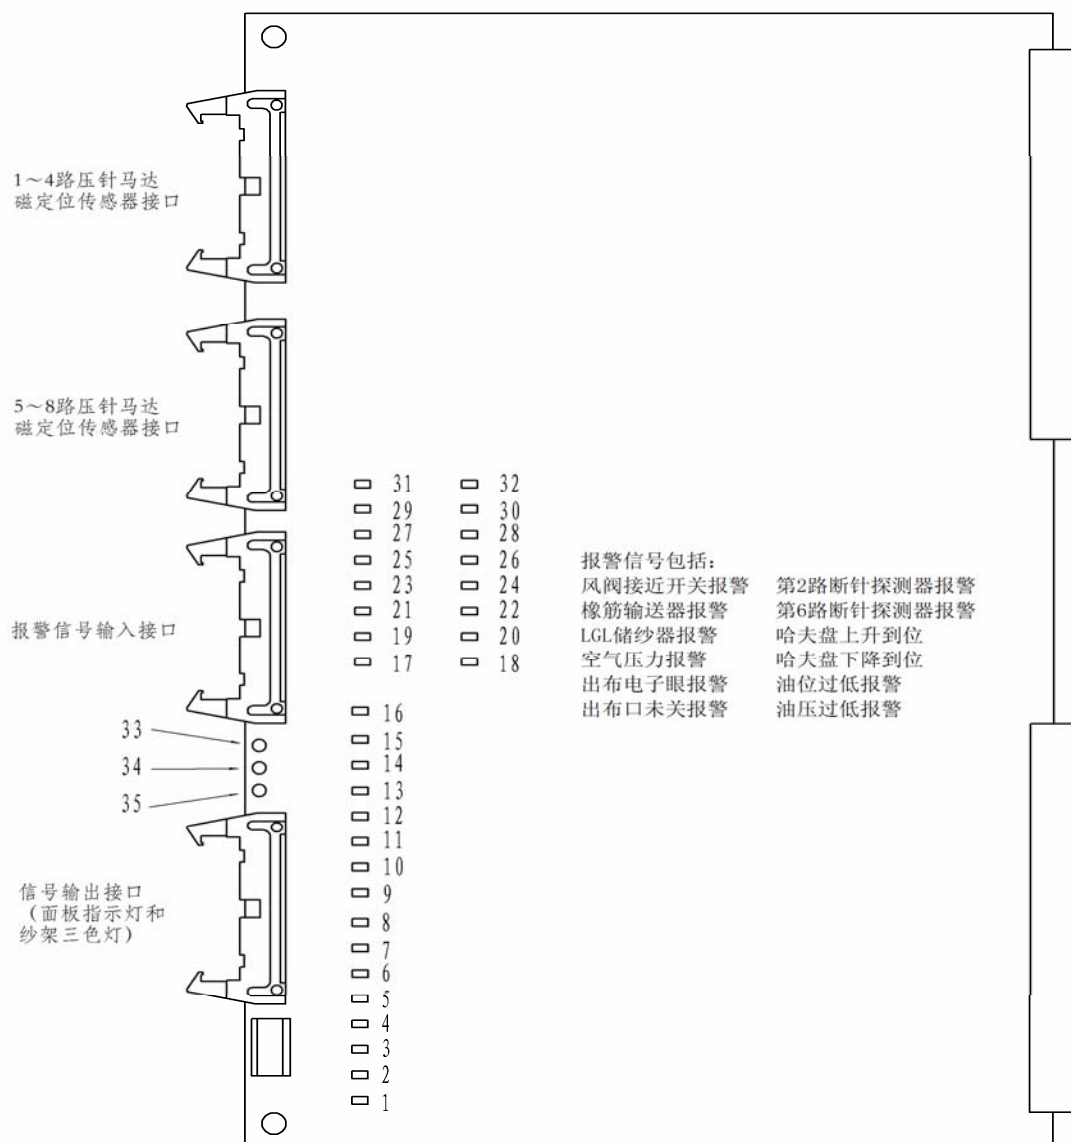 1～4路压针马达
磁定位传感器接口
5～8路压针马达
磁定位传感器接口
31 32
29 30
27 28
25 26
23 24
21 22
19 20
17 18
报警信号包括：
风阀接近开关报警 第2路断针探测器报警
橡筋输送器报警 第6路断针探测器报警
LGL储纱器报警 哈夫盘上升到位
空气压力报警 哈夫盘下降到位
出布电子眼报警 油位过低报警
出布口未关报警 油压过低报警
报警信号输入接口
33
34
35
16
15
14
13
12
11
10
9
8
7
6
5
4
3
2
1
信号输出接口
（面板指示灯和
纱架三色灯）